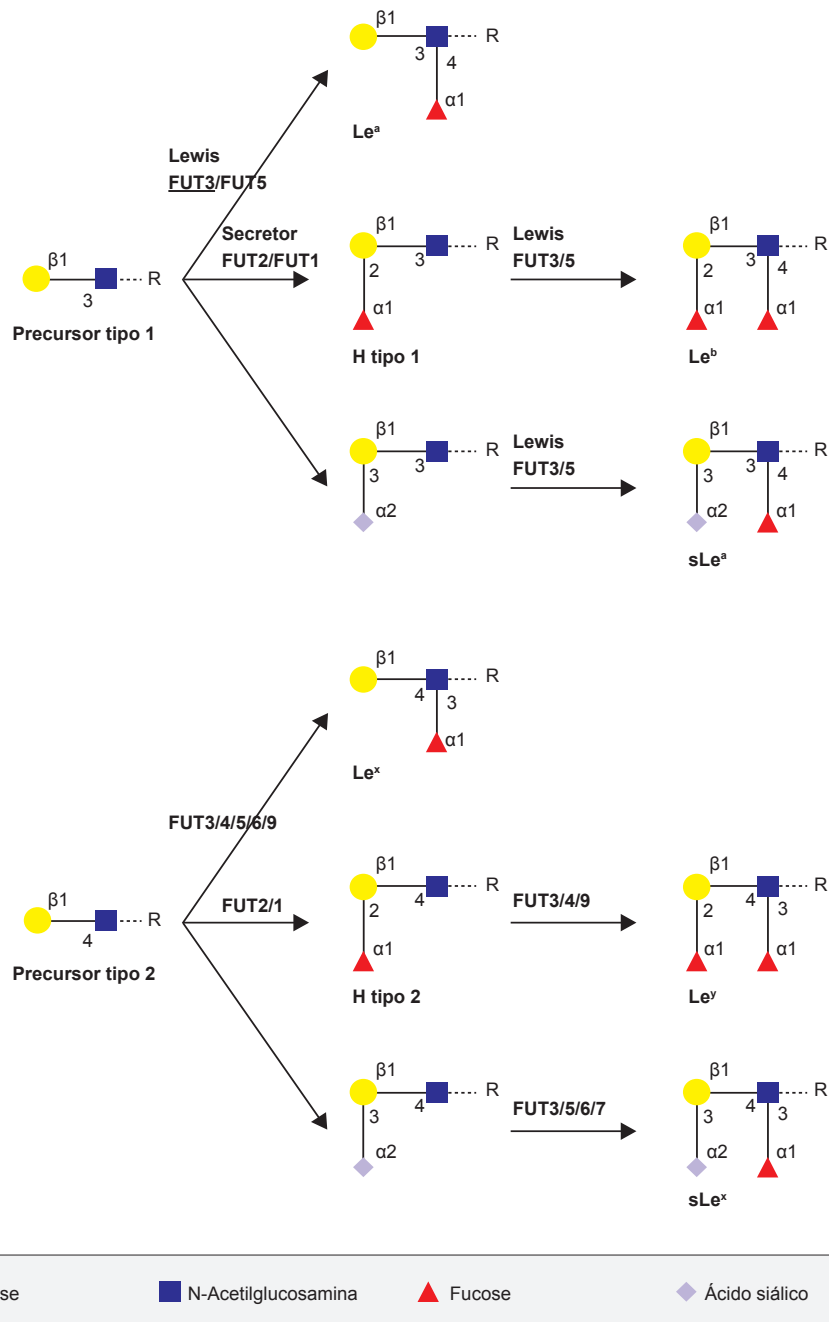 β1
R
3
4
α1
Leᵃ
Lewis
FUT3/FUT5
β1
3
R
Precursor tipo 1
Secretor
FUT2/FUT1
β1
R
2
3
α1
H tipo 1
Lewis
FUT3/5
β1
R
2
3
4
α1
α1
Leᵇ
β1
R
3
3
α2
Lewis
FUT3/5
β1
R
3
3
4
α2
α1
sLeᵃ
β1
R
4
3
α1
Leˣ
FUT3/4/5/6/9
β1
4
R
Precursor tipo 2
FUT2/1
β1
R
2
4
α1
H tipo 2
FUT3/4/9
β1
R
2
4
3
α1
α1
Leʸ
β1
R
3
4
α2
FUT3/5/6/7
β1
R
3
4
3
α2
α1
sLeˣ
se N-Acetilglucosamina Fucose Ácido siálico